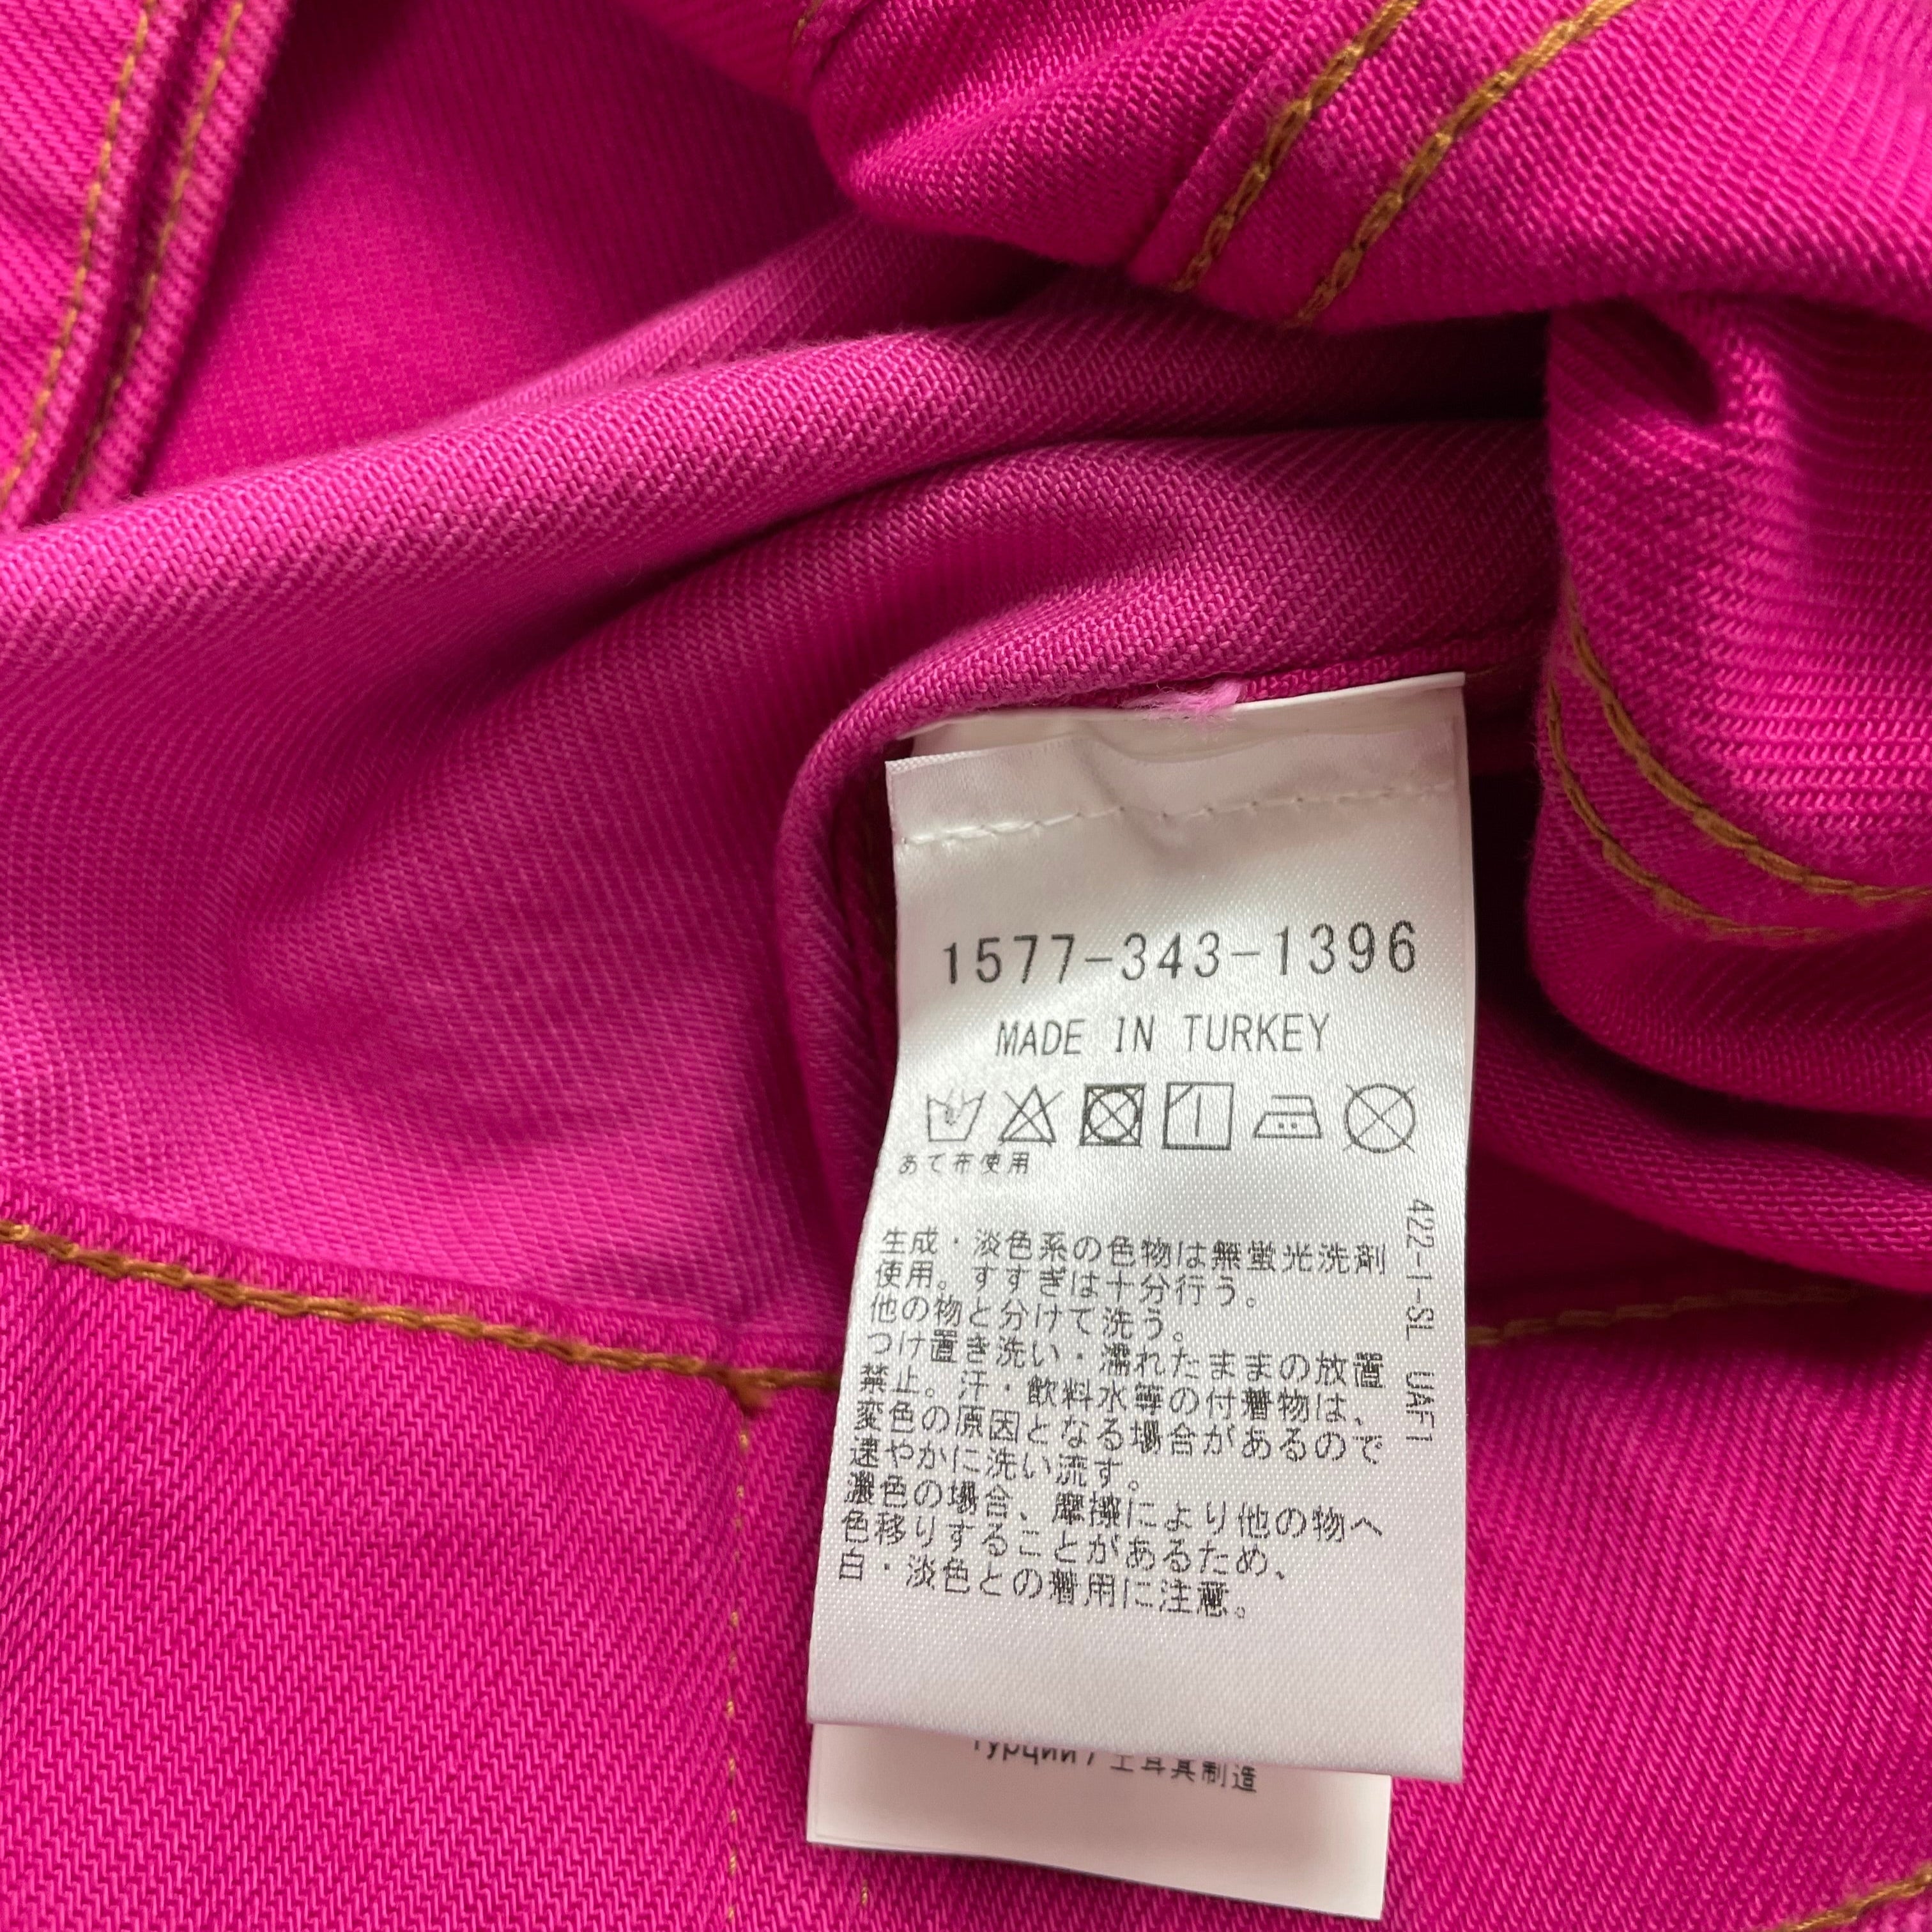 1577-343-1396
MADE IN TURKEY
あて布使用
生成・淡色系の色物は無蛍光洗剤
使用。すすぎは十分行う。
他の物と分けて洗う。
つけ置き洗い・濡れたままの放置
禁止。汗・飲料水等の付着物は、
変色の原因となる場合があるので
速やかに洗い流す。
濃色の場合、摩擦により他の物へ
色移りすることがあるため、
白・淡色との着用に注意。
422-1-SL UAF1
Турции / 土耳其制造